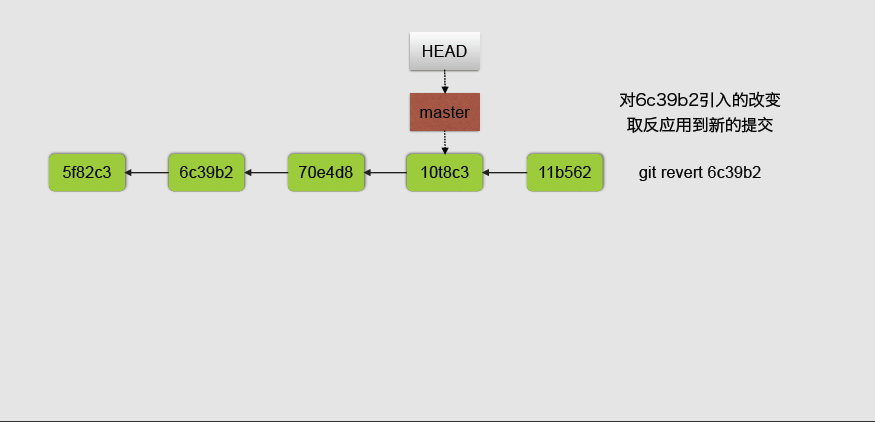 HEAD
master
对6c39b2引入的改变
取反应用到新的提交
5f82c3
6c39b2
70e4d8
10t8c3
11b562
git revert 6c39b2